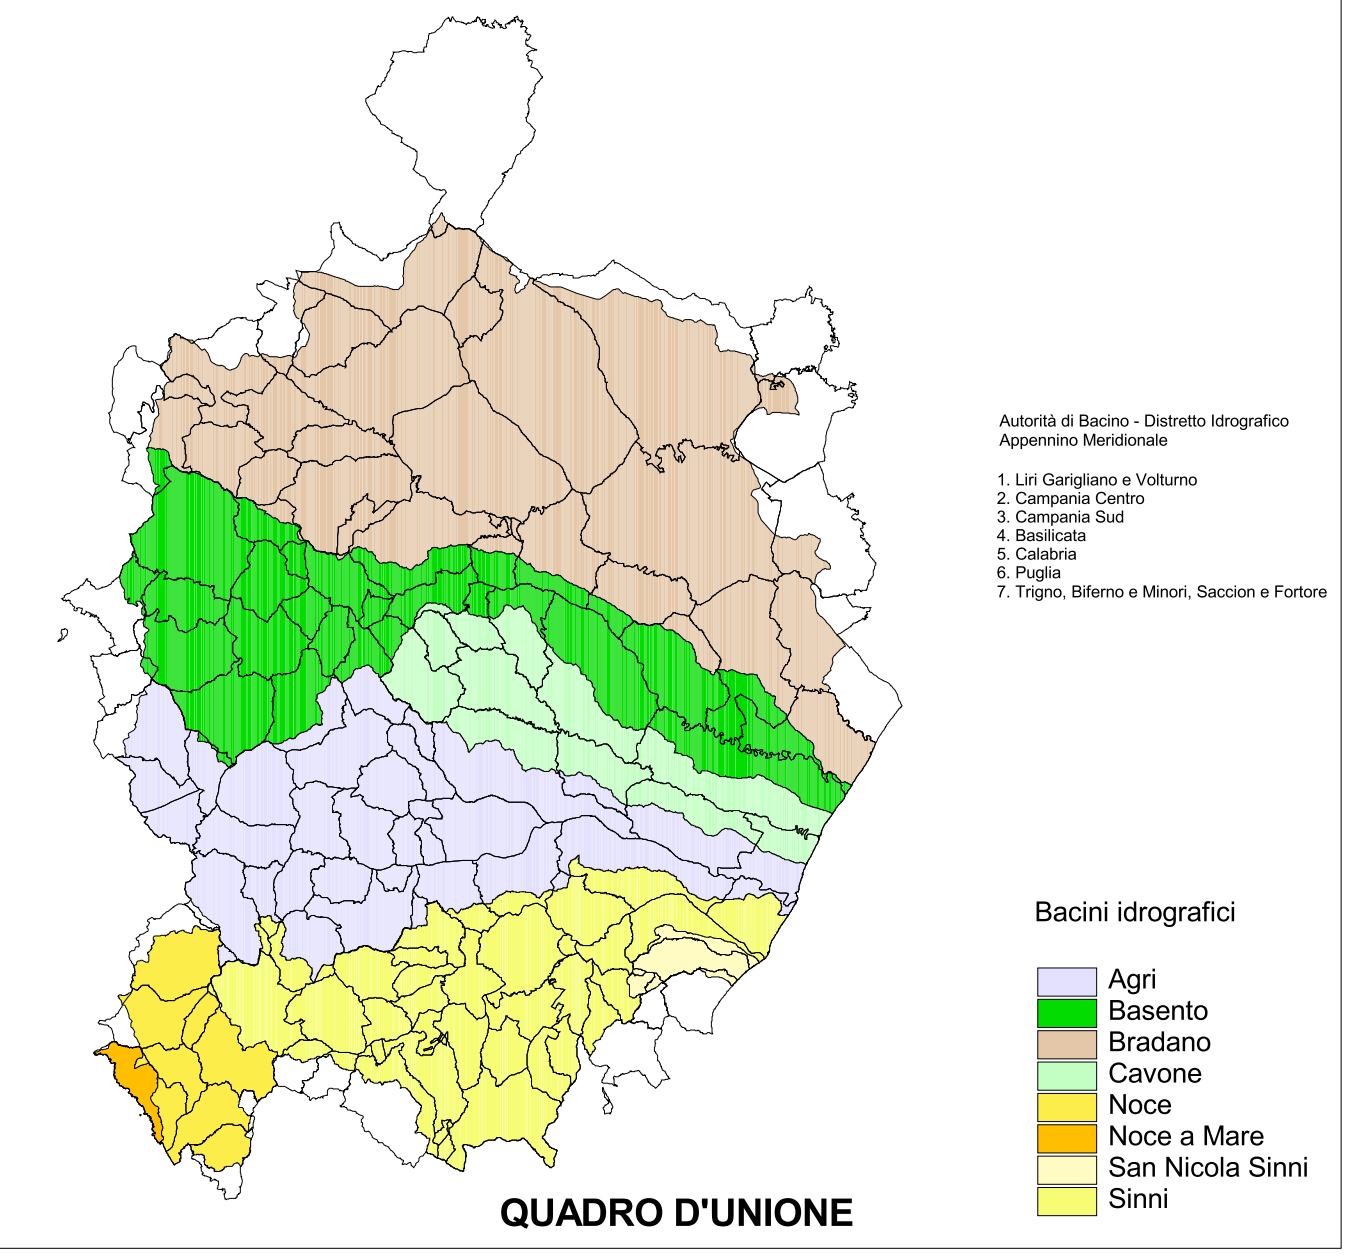 Autorità di Bacino - Distretto Idrografico
Appennino Meridionale
1. Liri Garigliano e Volturno
2. Campania Centro
3. Campania Sud
4. Basilicata
5. Calabria
6. Puglia
7. Trigno, Biferno e Minori, Saccion e Fortore
Bacini idrografici
Agri
Basento
Bradano
Cavone
Noce
Noce a Mare
San Nicola Sinni
Sinni
QUADRO D'UNIONE